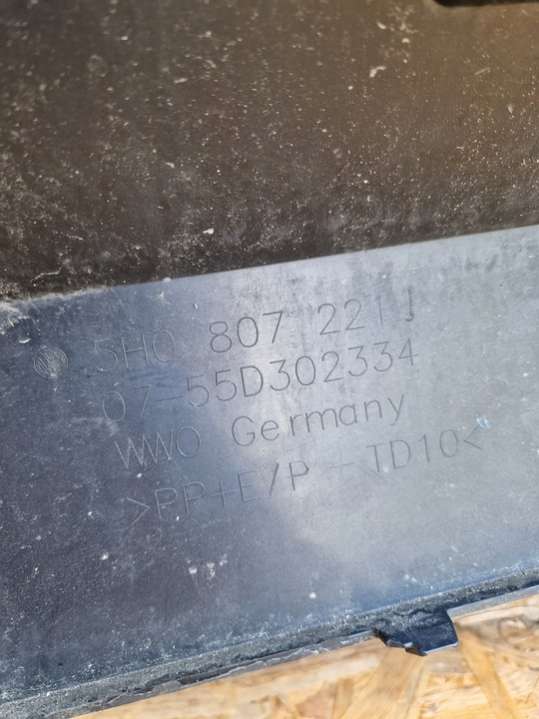 5H0 807 221 J
07-55D302334
WWO Germany
>PP+E/P-TD10<